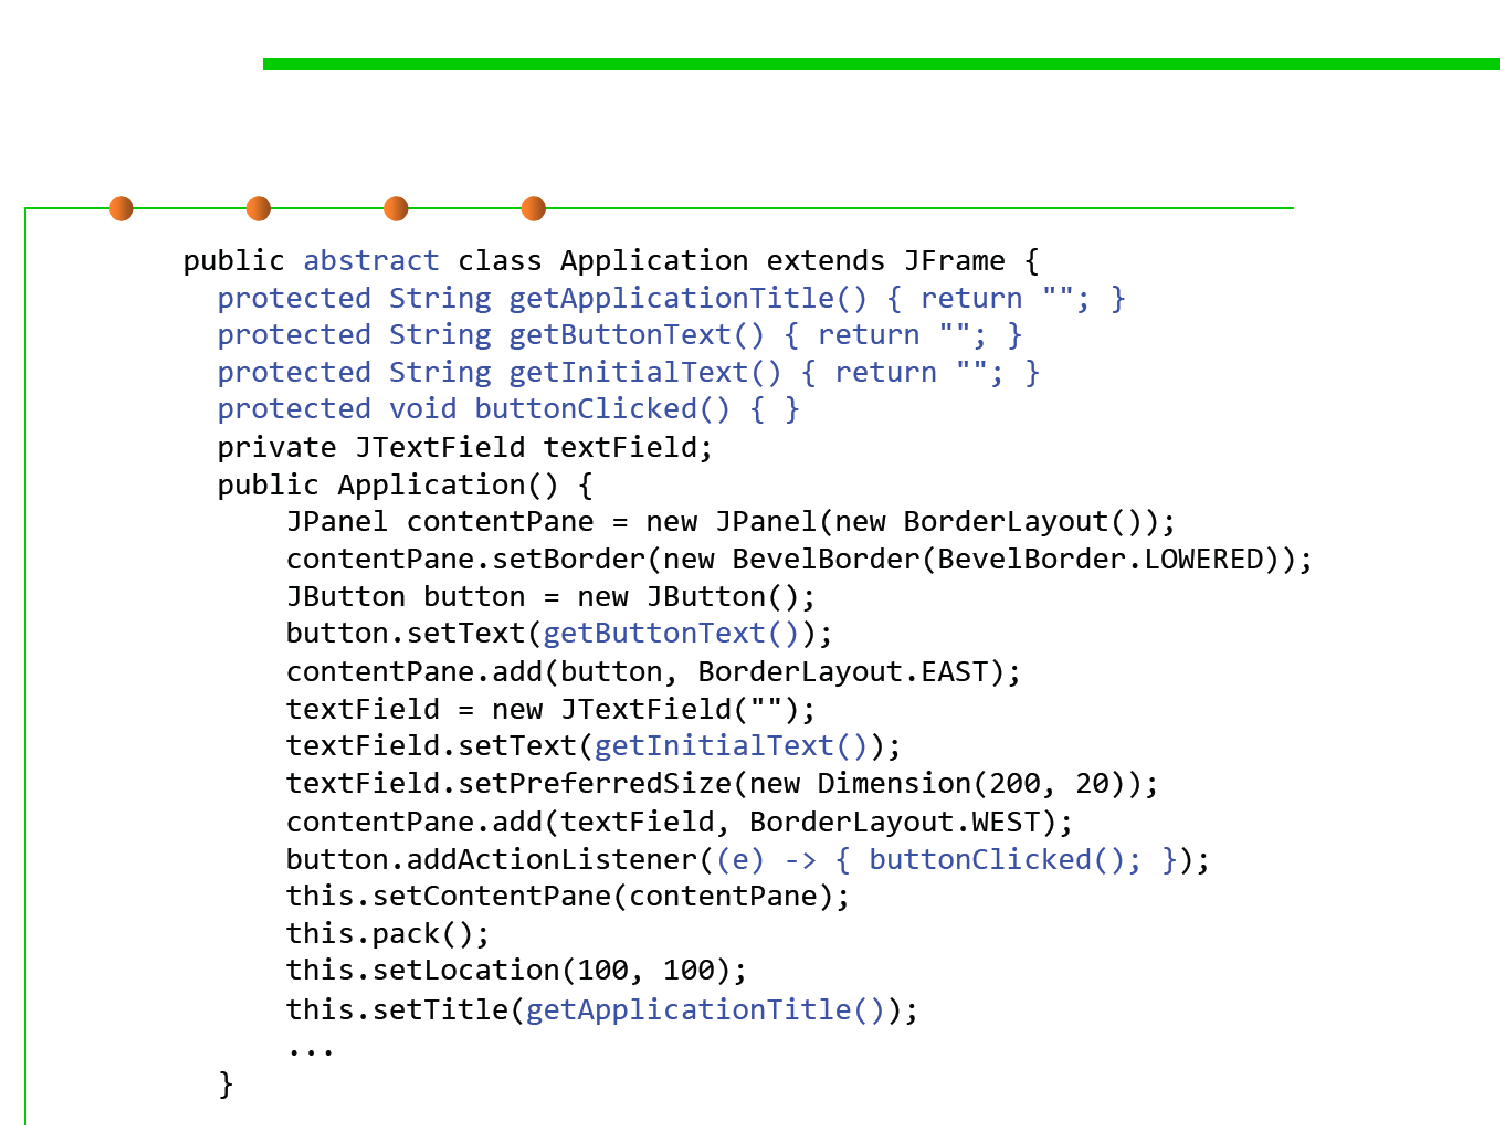 public abstract class Application extends JFrame {
protected String getApplicationTitle() { return ""; }
protected String getButtonText() { return ""; }
protected String getInitialText() { return ""; }
protected void buttonClicked() { }
private JTextField textField;
public Application() {
JPanel contentPane = new JPanel(new BorderLayout());
contentPane.setBorder(new BevelBorder(BevelBorder.LOWERED));
JButton button = new JButton();
button.setText(getButtonText());
contentPane.add(button, BorderLayout.EAST);
textField = new JTextField("");
textField.setText(getInitialText());
textField.setPreferredSize(new Dimension(200, 20));
contentPane.add(textField, BorderLayout.WEST);
button.addActionListener((e) -> { buttonClicked(); });
this.setContentPane(contentPane);
this.pack();
this.setLocation(100, 100);
this.setTitle(getApplicationTitle());
...
}